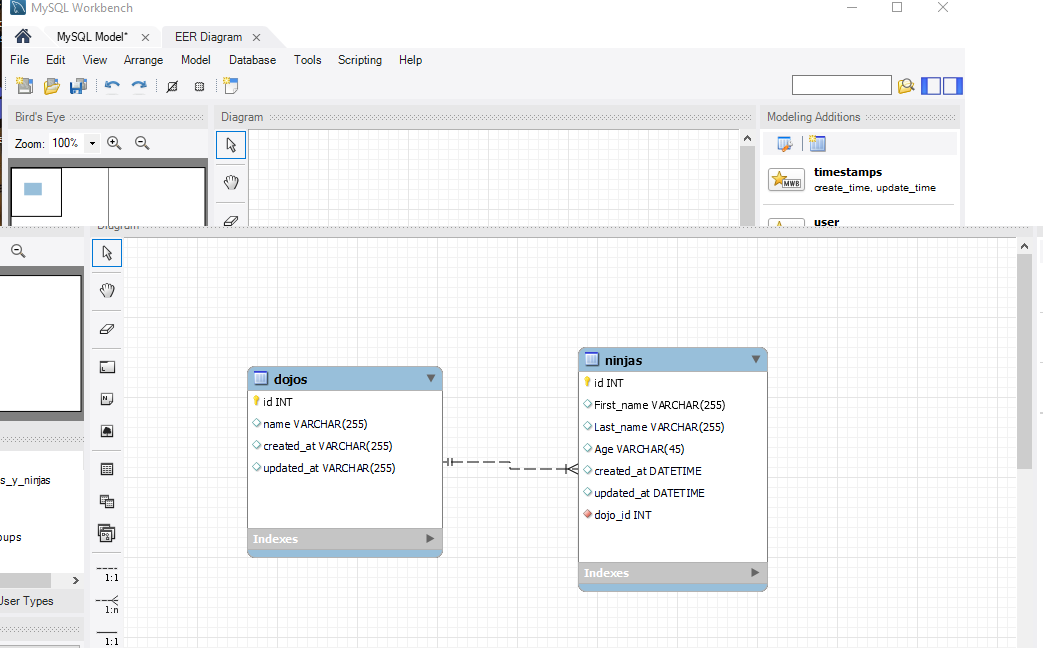 MySQL Workbench
MySQL Model* EER Diagram
File Edit View Arrange Model Database Tools Scripting Help
Bird's Eye Diagram Modeling Additions
Zoom: 100%
timestamps
MWB create_time, update_time
user
Diagram
dojos
id INT
name VARCHAR(255)
created_at VARCHAR(255)
updated_at VARCHAR(255)
Indexes
ninjas
id INT
First_name VARCHAR(255)
Last_name VARCHAR(255)
Age VARCHAR(45)
created_at DATETIME
updated_at DATETIME
dojo_id INT
Indexes
s_y_ninjas
oups
User Types
1:1
1:n
1:1